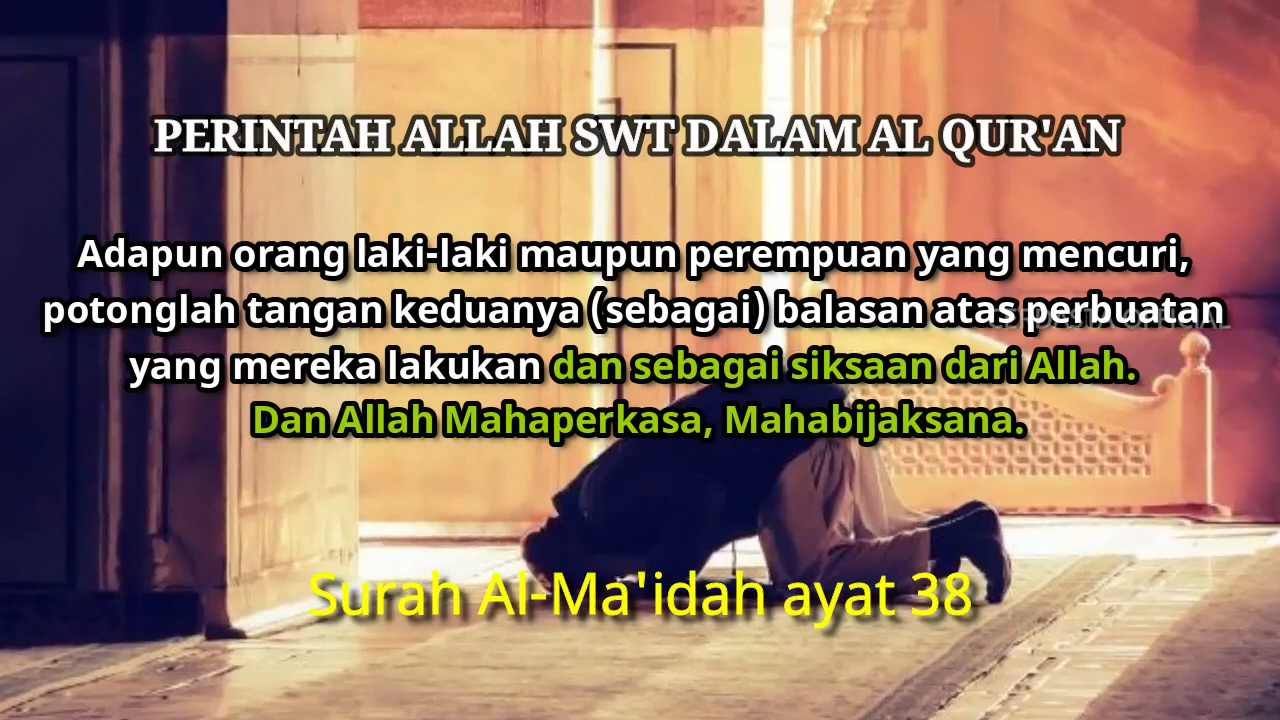 PERINTAH ALLAH SWT DALAM AL QUR'AN
Adapun orang laki-laki maupun perempuan yang mencuri,
potonglah tangan keduanya (sebagai) balasan atas perbuatan
yang mereka lakukan dan sebagai siksaan dari Allah.
Dan Allah Mahaperkasa, Mahabijaksana.
Surah Al-Ma'idah ayat 38